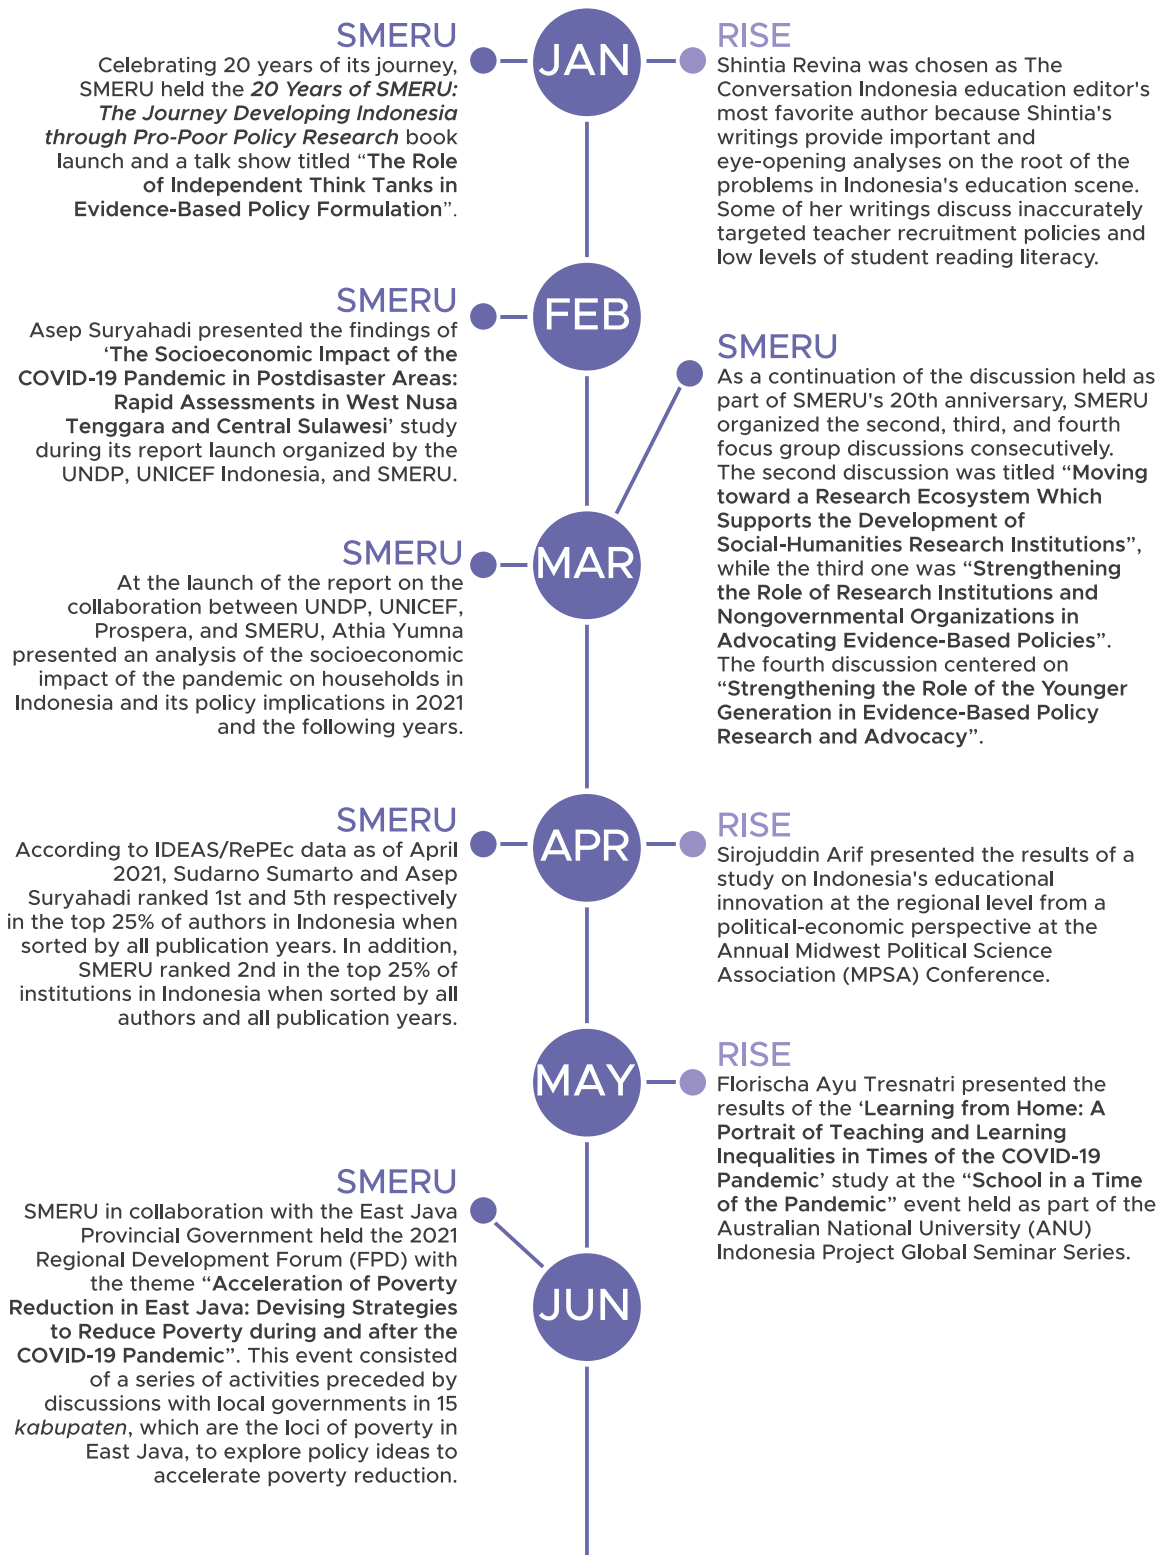 JAN
SMERU
Celebrating 20 years of its journey,
SMERU held the 20 Years of SMERU:
The Journey Developing Indonesia
through Pro-Poor Policy Research book
launch and a talk show titled “The Role
of Independent Think Tanks in
Evidence-Based Policy Formulation”.
RISE
Shintia Revina was chosen as The
Conversation Indonesia education editor's
most favorite author because Shintia's
writings provide important and
eye-opening analyses on the root of the
problems in Indonesia's education scene.
Some of her writings discuss inaccurately
targeted teacher recruitment policies and
low levels of student reading literacy.
FEB
SMERU
Asep Suryahadi presented the findings of
‘The Socioeconomic Impact of the
COVID-19 Pandemic in Postdisaster Areas:
Rapid Assessments in West Nusa
Tenggara and Central Sulawesi’ study
during its report launch organized by the
UNDP, UNICEF Indonesia, and SMERU.
MAR
SMERU
At the launch of the report on the
collaboration between UNDP, UNICEF,
Prospera, and SMERU, Athia Yumna
presented an analysis of the socioeconomic
impact of the pandemic on households in
Indonesia and its policy implications in 2021
and the following years.
SMERU
As a continuation of the discussion held as
part of SMERU's 20th anniversary, SMERU
organized the second, third, and fourth
focus group discussions consecutively.
The second discussion was titled “Moving
toward a Research Ecosystem Which
Supports the Development of
Social-Humanities Research Institutions”,
while the third one was “Strengthening
the Role of Research Institutions and
Nongovernmental Organizations in
Advocating Evidence-Based Policies”.
The fourth discussion centered on
“Strengthening the Role of the Younger
Generation in Evidence-Based Policy
Research and Advocacy”.
APR
SMERU
According to IDEAS/RePEc data as of April
2021, Sudarno Sumarto and Asep
Suryahadi ranked 1st and 5th respectively
in the top 25% of authors in Indonesia when
sorted by all publication years. In addition,
SMERU ranked 2nd in the top 25% of
institutions in Indonesia when sorted by all
authors and all publication years.
RISE
Sirojuddin Arif presented the results of a
study on Indonesia's educational
innovation at the regional level from a
political-economic perspective at the
Annual Midwest Political Science
Association (MPSA) Conference.
MAY
RISE
Florischa Ayu Tresnatri presented the
results of the ‘Learning from Home: A
Portrait of Teaching and Learning
Inequalities in Times of the COVID-19
Pandemic’ study at the “School in a Time
of the Pandemic” event held as part of the
Australian National University (ANU)
Indonesia Project Global Seminar Series.
JUN
SMERU
SMERU in collaboration with the East Java
Provincial Government held the 2021
Regional Development Forum (FPD) with
the theme “Acceleration of Poverty
Reduction in East Java: Devising Strategies
to Reduce Poverty during and after the
COVID-19 Pandemic”. This event consisted
of a series of activities preceded by
discussions with local governments in 15
kabupaten, which are the loci of poverty in
East Java, to explore policy ideas to
accelerate poverty reduction.